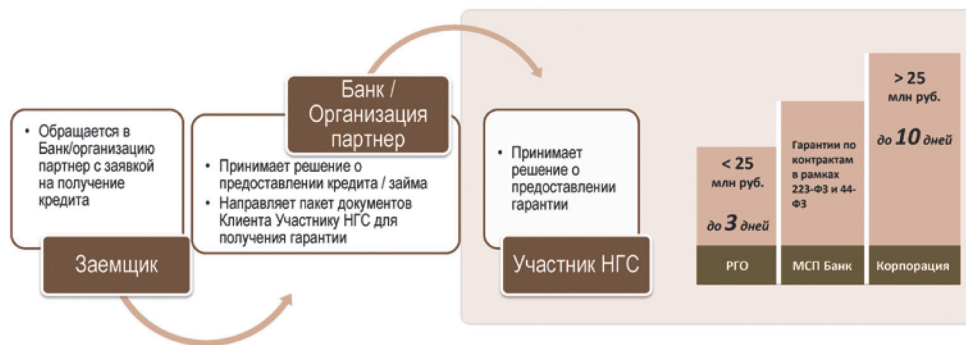 • Обращается в
Банк/организацию
партнер с заявкой
на получение
кредита
Заемщик
Банк /
Организация
партнер
• Принимает решение о
предоставлении кредита / займа
• Направляет пакет документов
Клиента Участнику НГС для
получения гарантии
• Принимает
решение о
предоставлении
гарантии
Участник НГС
< 25
млн руб.
до 3 дней
РГО
Гарантии по
контрактам
в рамках
223-ФЗ и 44-
ФЗ
МСП Банк
> 25
млн руб.
до 10 дней
Корпорация